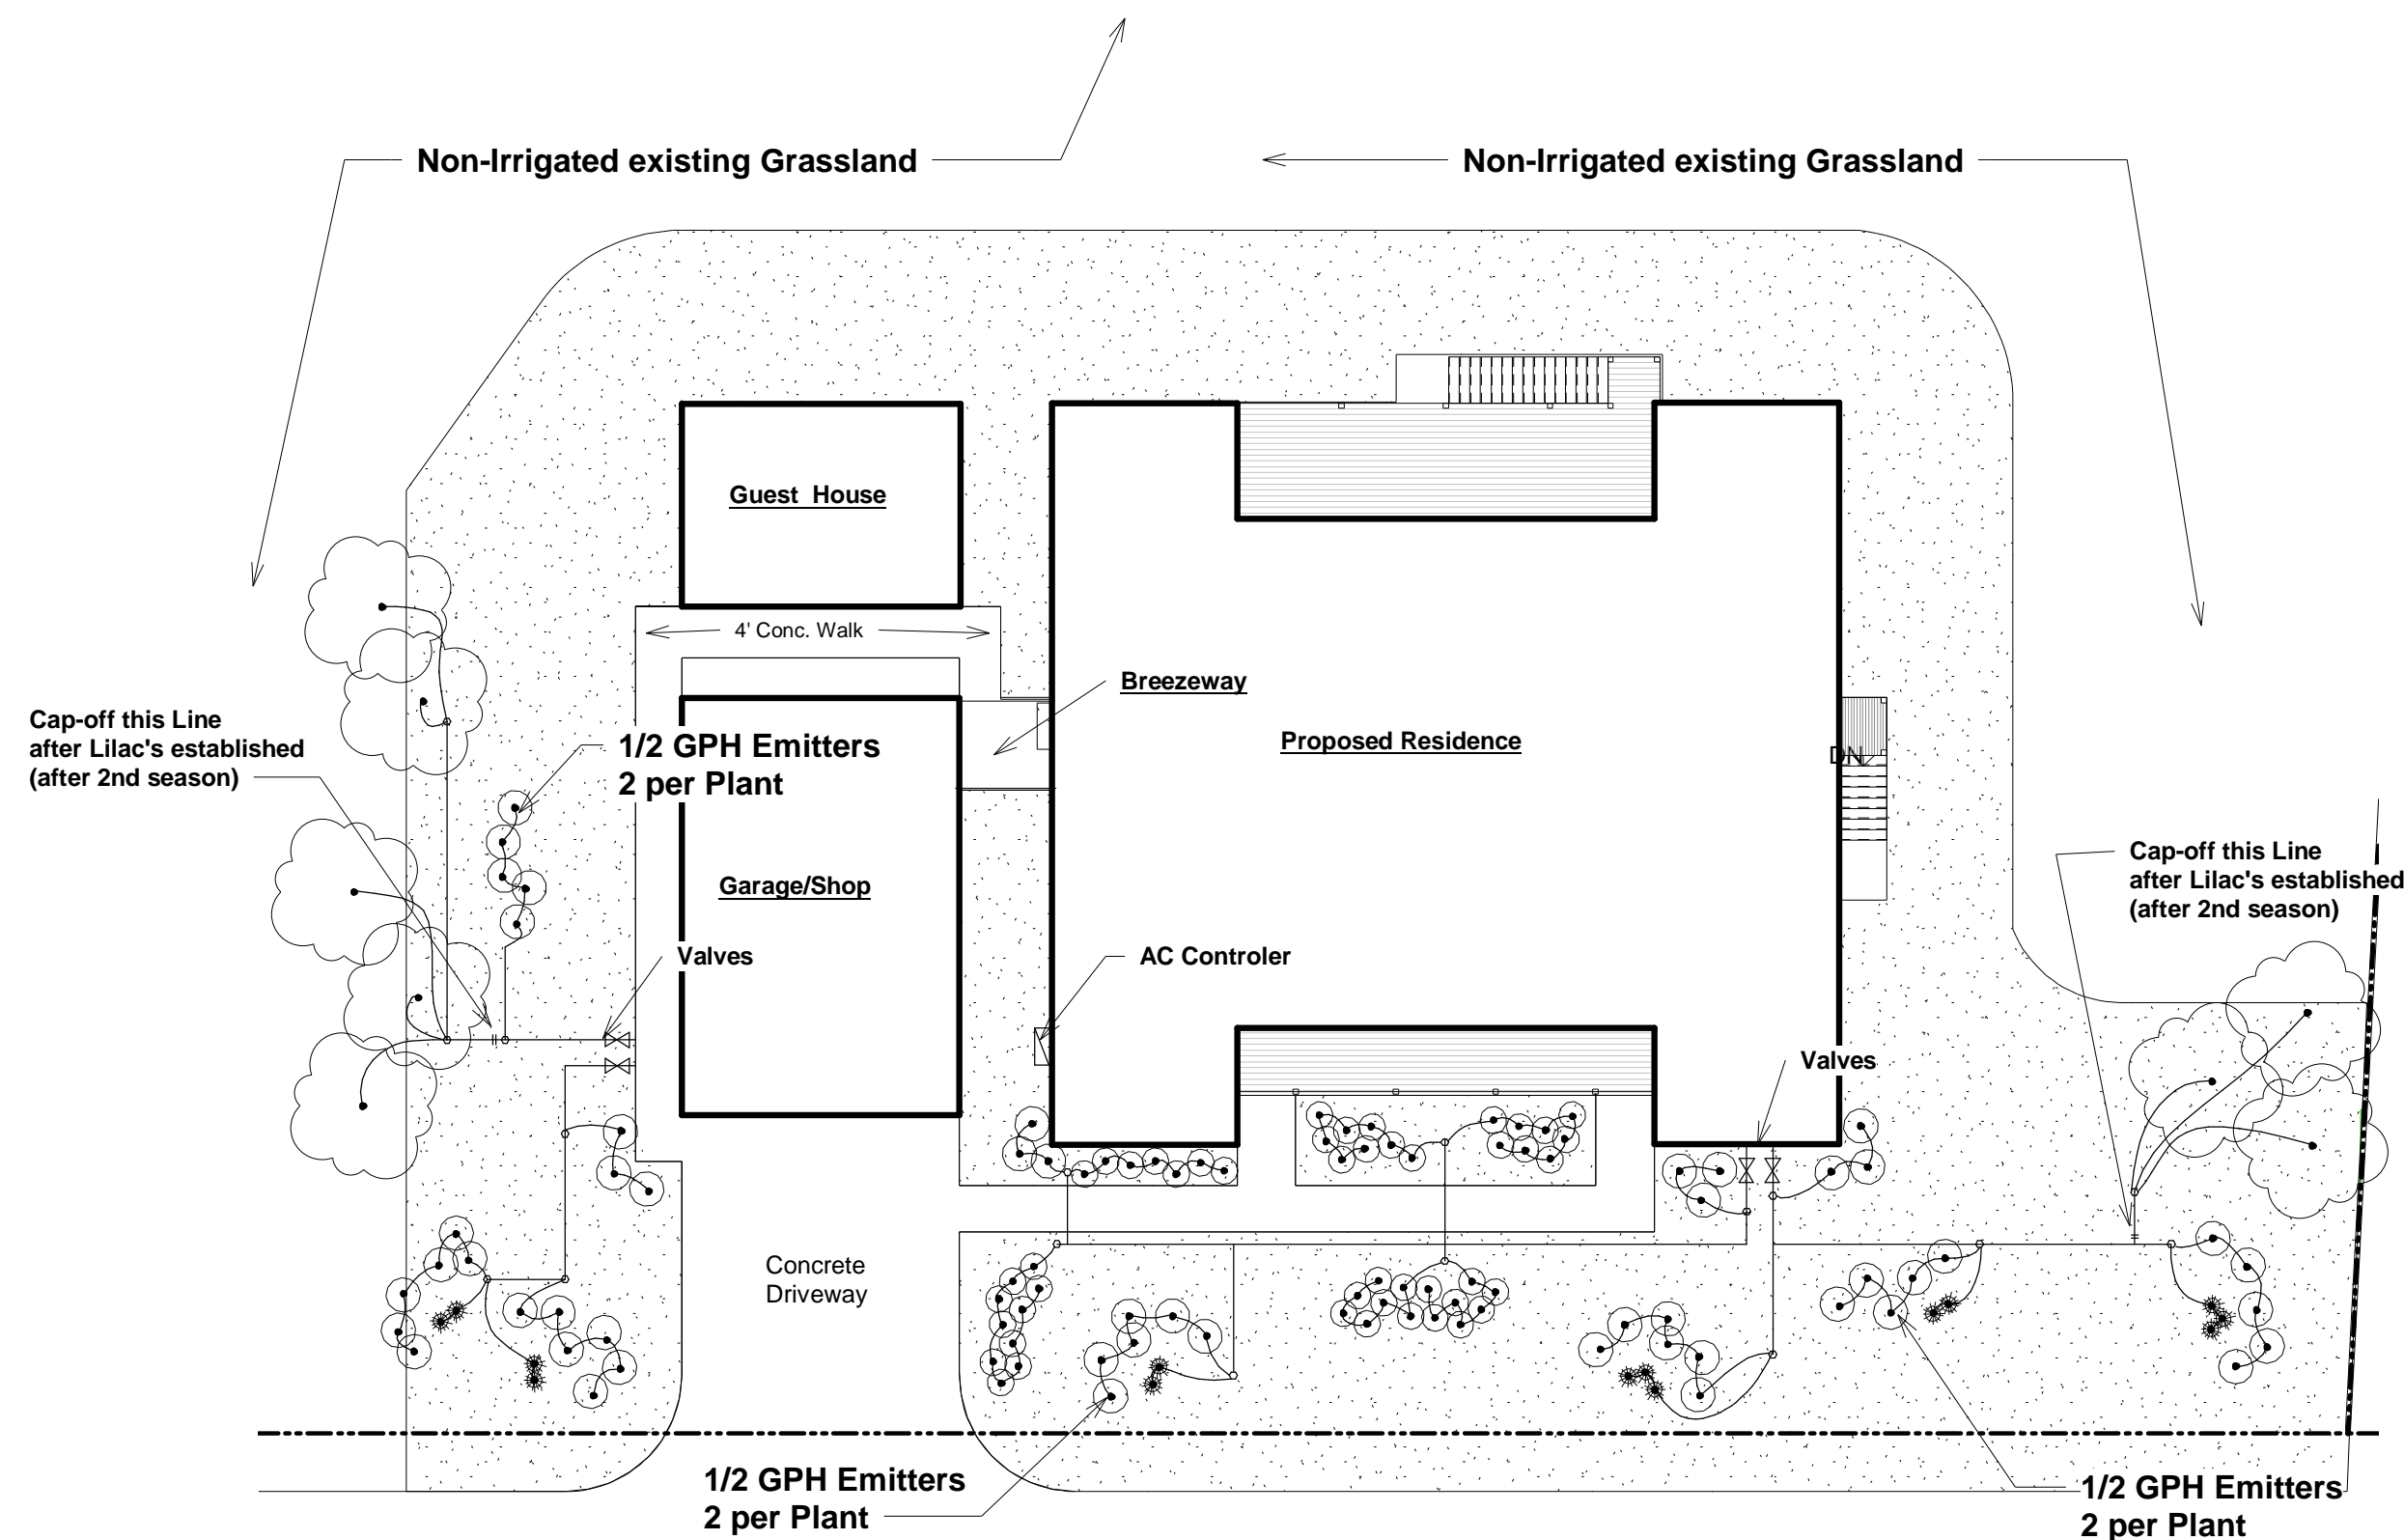 Non-Irrigated existing Grassland
Non-Irrigated existing Grassland
Guest House
4' Conc. Walk
Breezeway
Cap-off this Line
after Lilac's established
(after 2nd season)
1/2 GPH Emitters
2 per Plant
Proposed Residence
DN
Cap-off this Line
after Lilac's established
(after 2nd season)
Garage/Shop
Valves
AC Controler
Valves
Concrete
Driveway
1/2 GPH Emitters
2 per Plant
1/2 GPH Emitters
2 per Plant